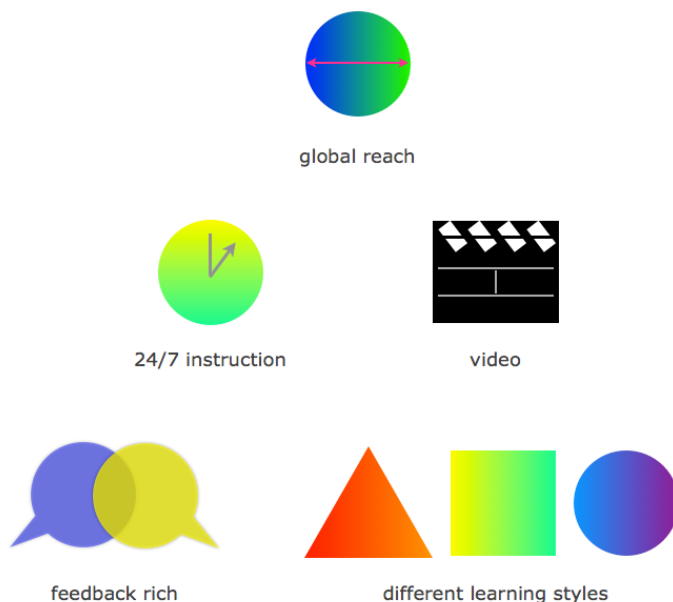 global reach
24/7 instruction
video
feedback rich
different learning styles